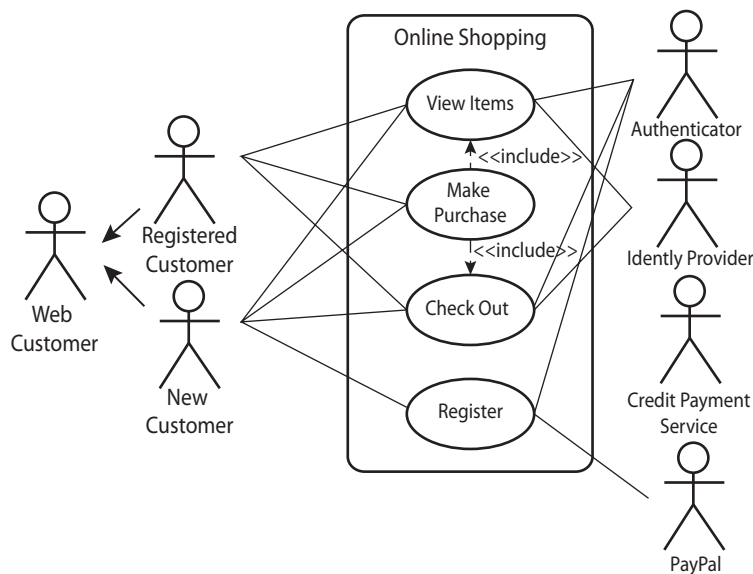 Online Shopping
View Items
<<include>>
Make
Purchase
<<include>>
Check Out
Register
Web
Customer
Registered
Customer
New
Customer
Authenticator
Idently Provider
Credit Payment
Service
PayPal